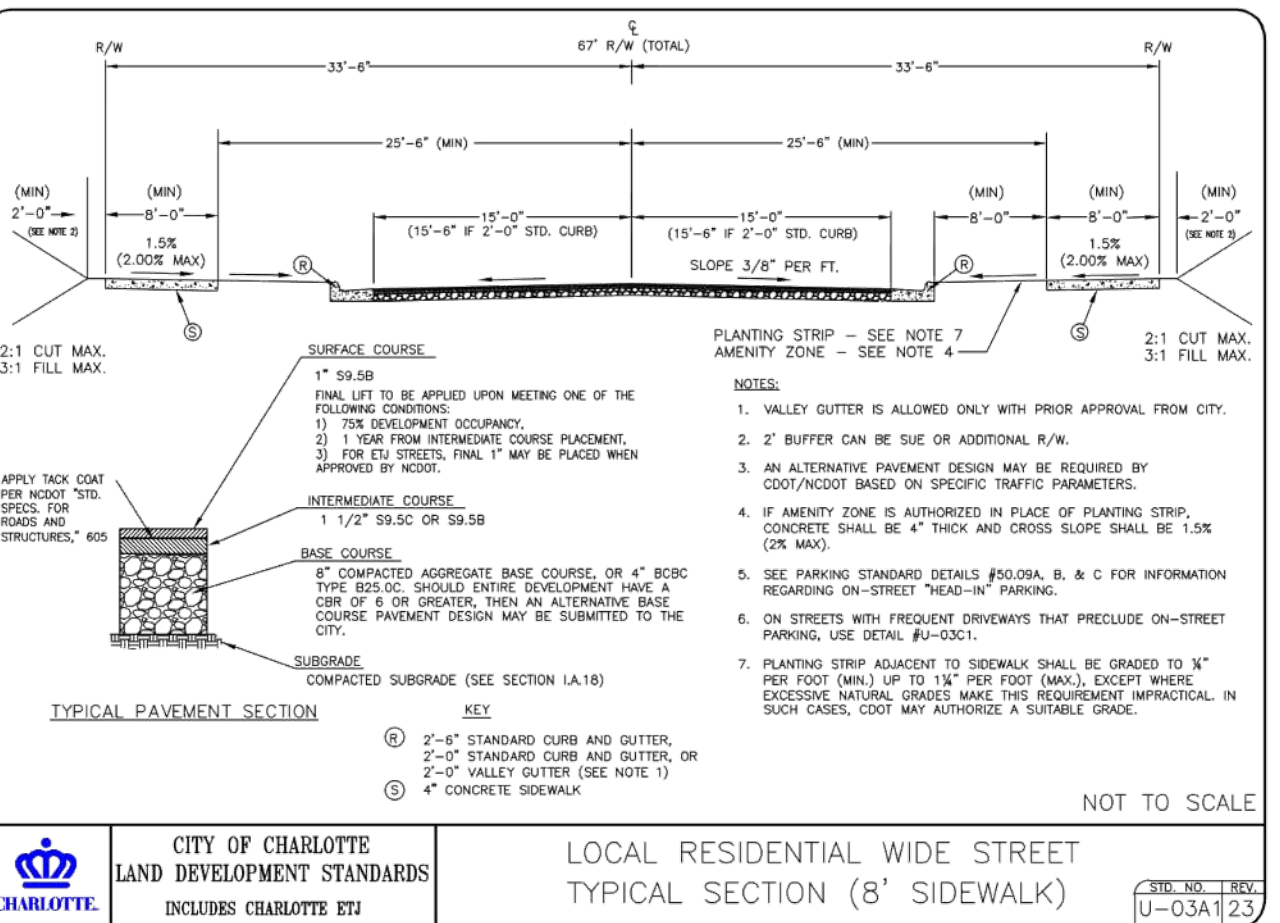 ℄
R/W
67' R/W (TOTAL)
R/W
33'-6"
33'-6"
25'-6" (MIN)
25'-6" (MIN)
(MIN)
2'-0"
(SEE NOTE 2)
(MIN)
8'-0"
1.5%
(2.00% MAX)
15'-0"
(15'-6" IF 2'-0" STD. CURB)
15'-0"
(15'-6" IF 2'-0" STD. CURB)
SLOPE 3/8" PER FT.
(MIN)
8'-0"
(MIN)
8'-0"
1.5%
(2.00% MAX)
(MIN)
2'-0"
(SEE NOTE 2)
R
R
S
S
2:1 CUT MAX.
3:1 FILL MAX.
PLANTING STRIP – SEE NOTE 7
AMENITY ZONE – SEE NOTE 4
2:1 CUT MAX.
3:1 FILL MAX.
SURFACE COURSE
1" S9.5B
FINAL LIFT TO BE APPLIED UPON MEETING ONE OF THE
FOLLOWING CONDITIONS:
1) 75% DEVELOPMENT OCCUPANCY,
2) 1 YEAR FROM INTERMEDIATE COURSE PLACEMENT,
3) FOR ETJ STREETS, FINAL 1" MAY BE PLACED WHEN
APPROVED BY NCDOT.
APPLY TACK COAT
PER NCDOT "STD.
SPECS. FOR
ROADS AND
STRUCTURES," 605
INTERMEDIATE COURSE
1 1/2" S9.5C OR S9.5B
BASE COURSE
8" COMPACTED AGGREGATE BASE COURSE, OR 4" BCBC
TYPE B25.0C. SHOULD ENTIRE DEVELOPMENT HAVE A
CBR OF 6 OR GREATER, THEN AN ALTERNATIVE BASE
COURSE PAVEMENT DESIGN MAY BE SUBMITTED TO THE
CITY.
SUBGRADE
COMPACTED SUBGRADE (SEE SECTION I.A.18)
TYPICAL PAVEMENT SECTION
KEY
R 2'-6" STANDARD CURB AND GUTTER,
2'-0" STANDARD CURB AND GUTTER, OR
2'-0" VALLEY GUTTER (SEE NOTE 1)
S 4" CONCRETE SIDEWALK
NOTES:
1. VALLEY GUTTER IS ALLOWED ONLY WITH PRIOR APPROVAL FROM CITY.
2. 2' BUFFER CAN BE SUE OR ADDITIONAL R/W.
3. AN ALTERNATIVE PAVEMENT DESIGN MAY BE REQUIRED BY
CDOT/NCDOT BASED ON SPECIFIC TRAFFIC PARAMETERS.
4. IF AMENITY ZONE IS AUTHORIZED IN PLACE OF PLANTING STRIP,
CONCRETE SHALL BE 4" THICK AND CROSS SLOPE SHALL BE 1.5%
(2% MAX).
5. SEE PARKING STANDARD DETAILS #50.09A, B, & C FOR INFORMATION
REGARDING ON-STREET "HEAD-IN" PARKING.
6. ON STREETS WITH FREQUENT DRIVEWAYS THAT PRECLUDE ON-STREET
PARKING, USE DETAIL #U-03C1.
7. PLANTING STRIP ADJACENT TO SIDEWALK SHALL BE GRADED TO ¼"
PER FOOT (MIN.) UP TO 1¼" PER FOOT (MAX.), EXCEPT WHERE
EXCESSIVE NATURAL GRADES MAKE THIS REQUIREMENT IMPRACTICAL. IN
SUCH CASES, CDOT MAY AUTHORIZE A SUITABLE GRADE.
NOT TO SCALE
CHARLOTTE.
CITY OF CHARLOTTE
LAND DEVELOPMENT STANDARDS
INCLUDES CHARLOTTE ETJ
LOCAL RESIDENTIAL WIDE STREET
TYPICAL SECTION (8' SIDEWALK)
STD. NO. REV.
U-03A1 23